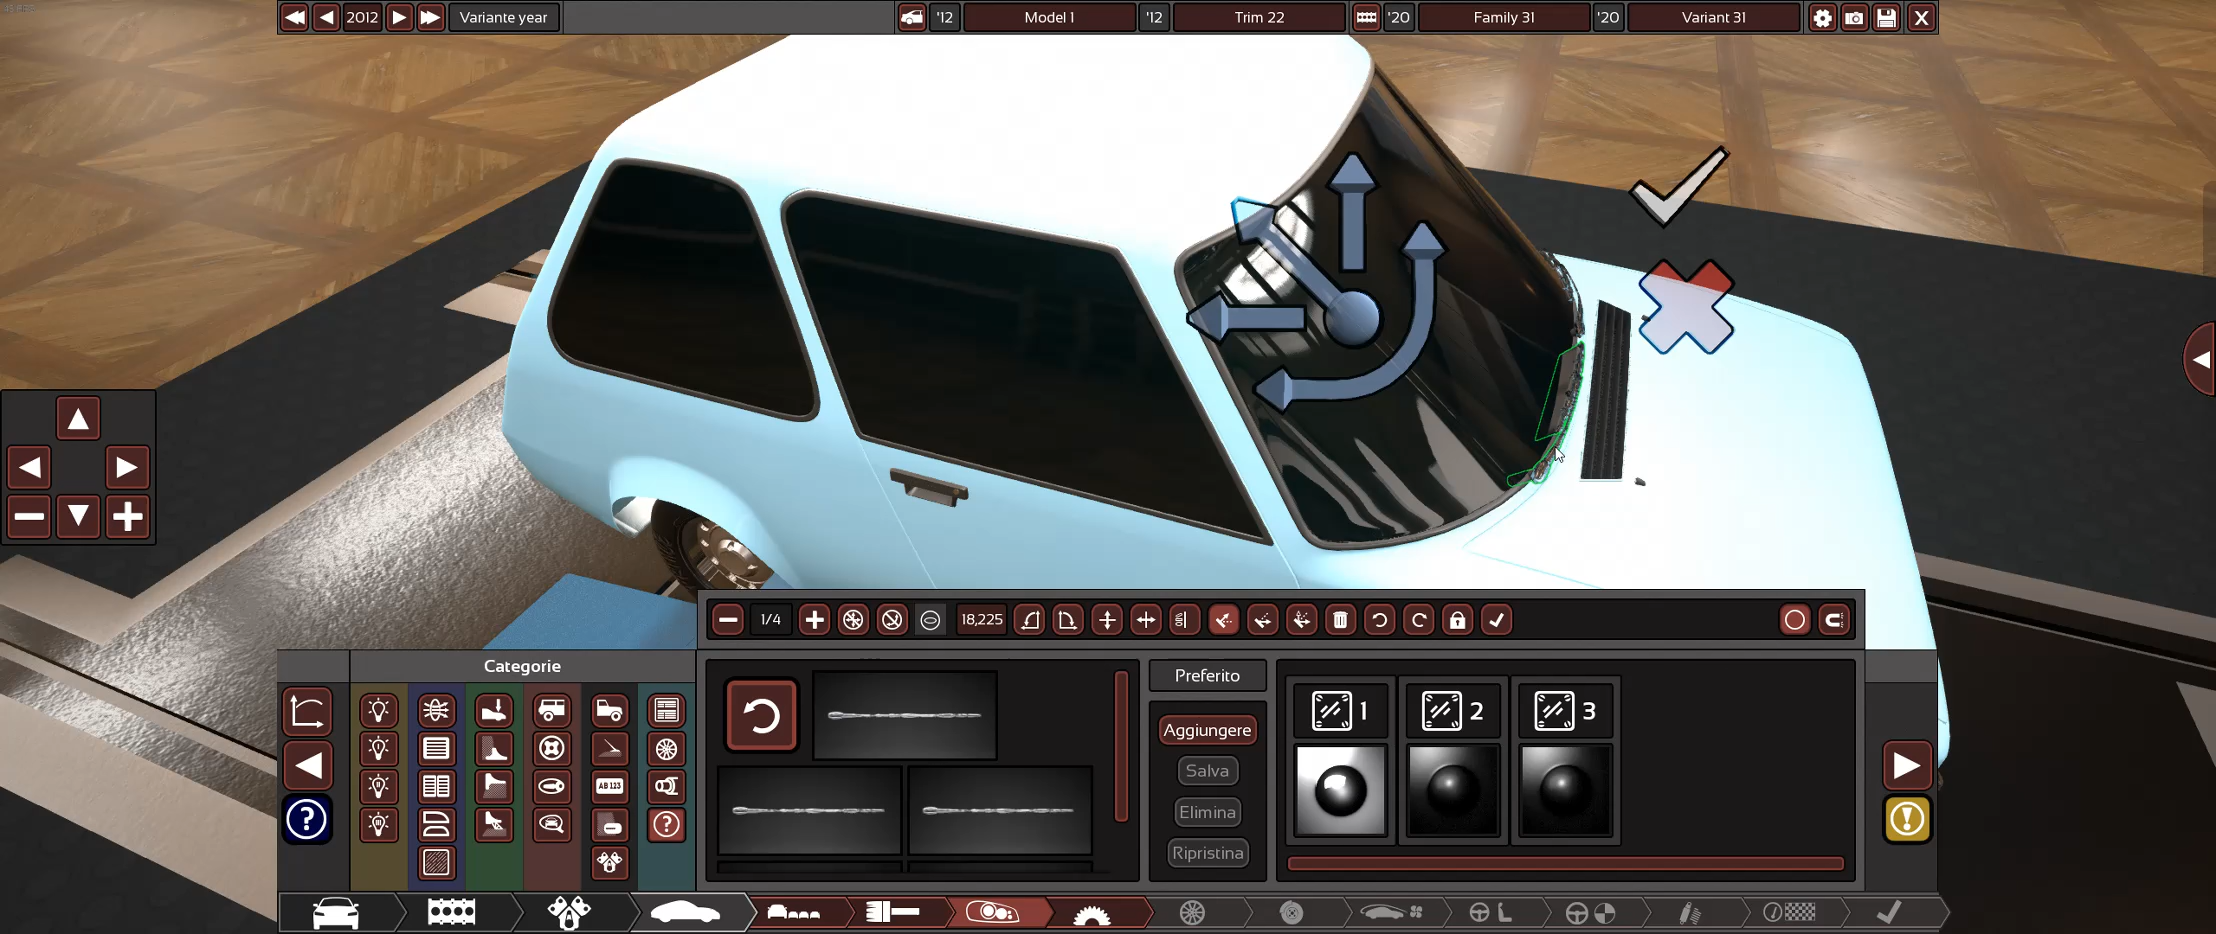 2012
Variante year
'12
Model 1
'12
Trim 22
'20
Family 31
'20
Variant 31
X
1/4
18,225
Categorie
Preferito
Aggiungere
Salva
Elimina
Ripristina
1
2
3
AB 123
?
?